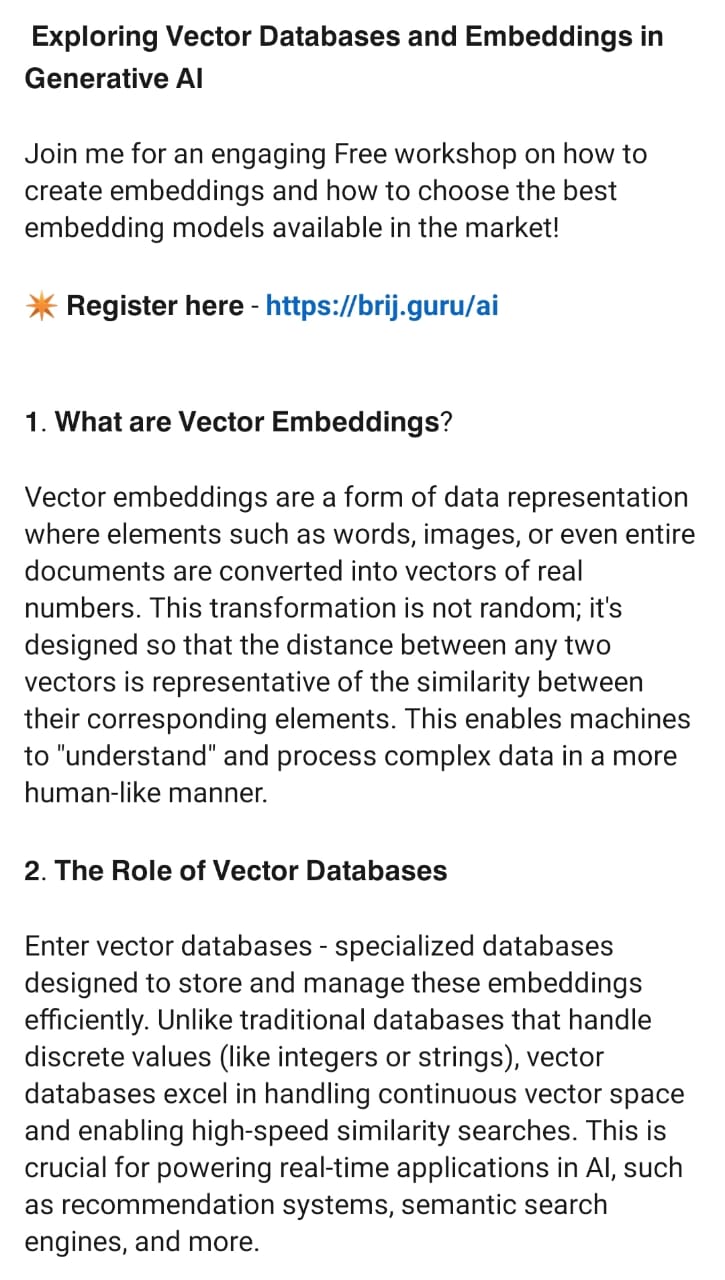 Exploring Vector Databases and Embeddings in
Generative AI
Join me for an engaging Free workshop on how to
create embeddings and how to choose the best
embedding models available in the market!
Register here - https://brij.guru/ai
1. What are Vector Embeddings?
Vector embeddings are a form of data representation
where elements such as words, images, or even entire
documents are converted into vectors of real
numbers. This transformation is not random; it's
designed so that the distance between any two
vectors is representative of the similarity between
their corresponding elements. This enables machines
to "understand" and process complex data in a more
human-like manner.
2. The Role of Vector Databases
Enter vector databases - specialized databases
designed to store and manage these embeddings
efficiently. Unlike traditional databases that handle
discrete values (like integers or strings), vector
databases excel in handling continuous vector space
and enabling high-speed similarity searches. This is
crucial for powering real-time applications in AI, such
as recommendation systems, semantic search
engines, and more.